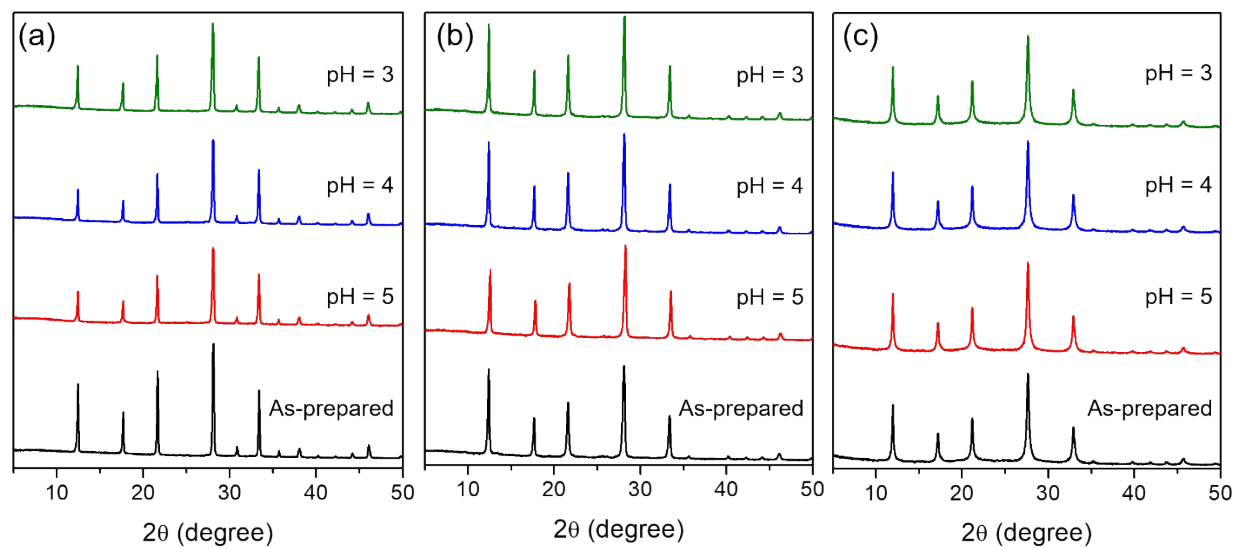 (a)
pH = 3
pH = 4
pH = 5
As-prepared
10 20 30 40 50
2θ (degree)
(b)
pH = 3
pH = 4
pH = 5
As-prepared
10 20 30 40 50
2θ (degree)
(c)
pH = 3
pH = 4
pH = 5
As-prepared
10 20 30 40 50
2θ (degree)